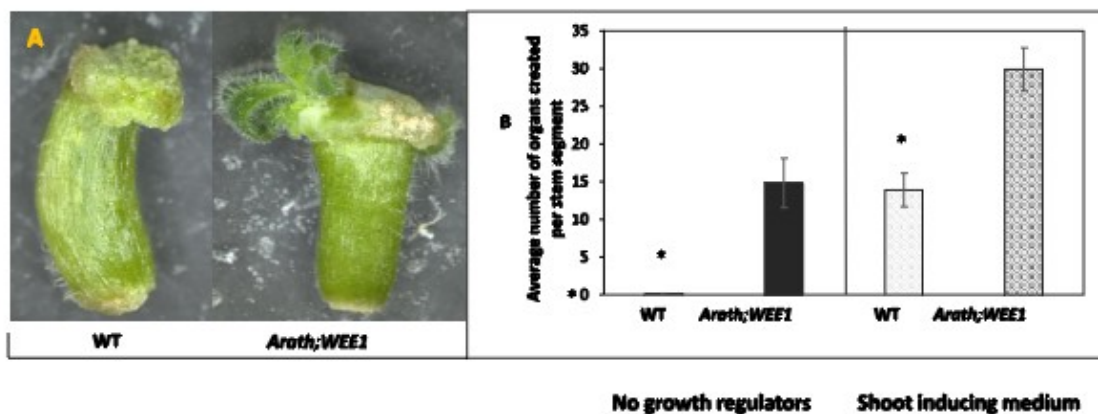 A
WT
Arath;WEE1
B
Average number of organs created
per stem segment
35
30
25
20
15
10
5
* 0
*
*
WT
Arath;WEE1
WT
Arath;WEE1
No growth regulators
Shoot inducing medium